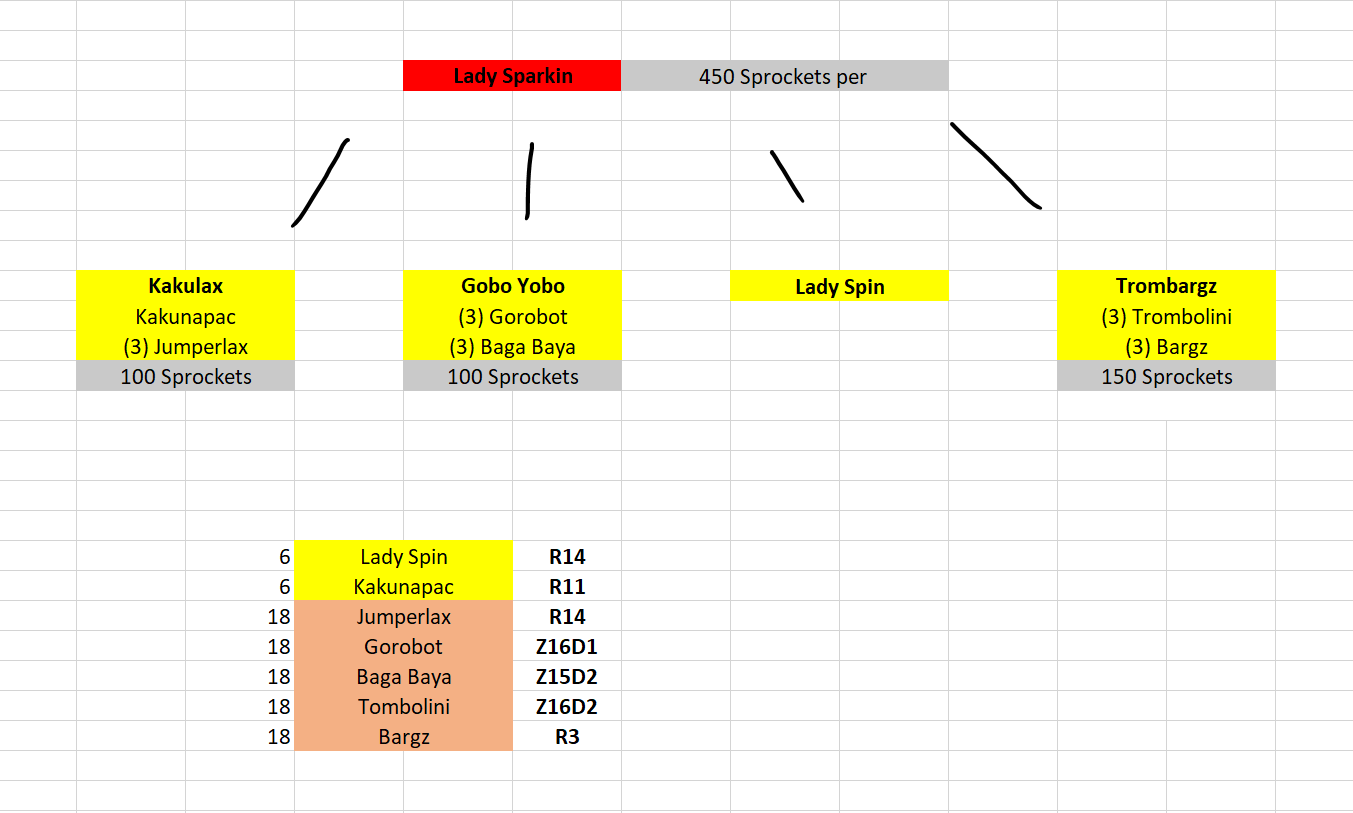 Lady Sparkin 450 Sprockets per
Kakulax Gobo Yobo Lady Spin Trombargz
Kakunapac (3) Gorobot (3) Trombolini
(3) Jumperlax (3) Baga Baya (3) Bargz
100 Sprockets 100 Sprockets 150 Sprockets
6 Lady Spin R14
6 Kakunapac R11
18 Jumperlax R14
18 Gorobot Z16D1
18 Baga Baya Z15D2
18 Tombolini Z16D2
18 Bargz R3